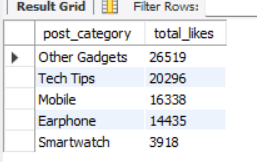 Result Grid Filter Rows:
post_category total_likes
Other Gadgets 26519
Tech Tips 20296
Mobile 16338
Earphone 14435
Smartwatch 3918